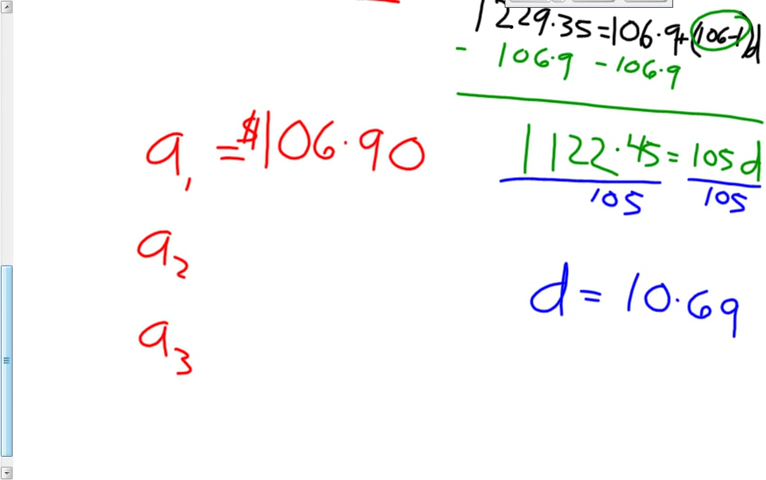 1229.35=106.9+(106-1)d
- 106.9 -106.9
a₁ =$106.90
1122.45=105d
105 105
a₂
d= 10.69
a₃